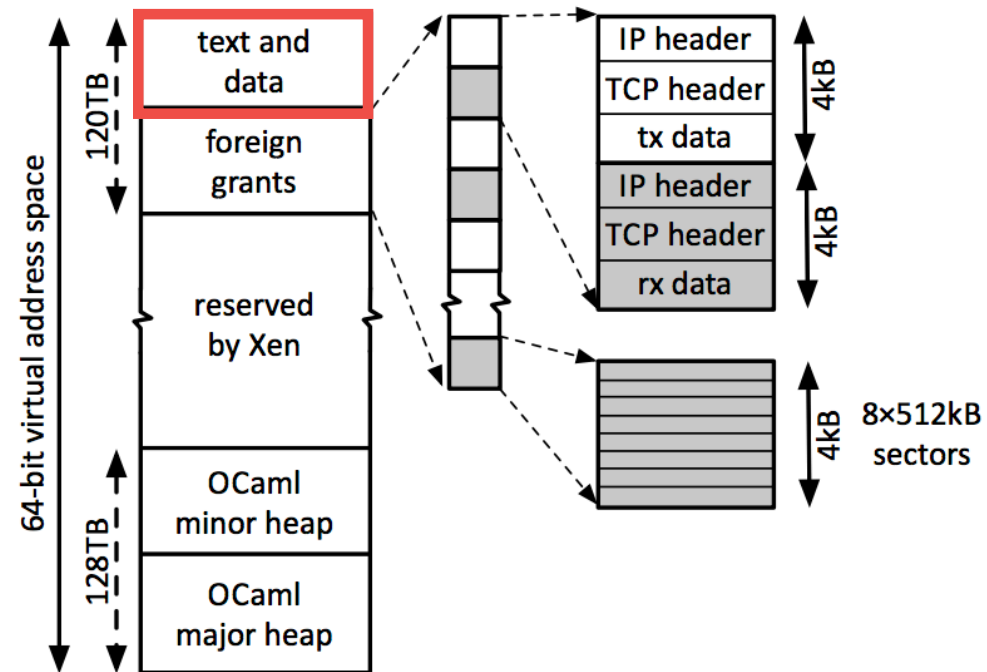 64-bit virtual address space
120TB
128TB
text and
data
foreign
grants
reserved
by Xen
OCaml
minor heap
OCaml
major heap
IP header
TCP header
tx data
IP header
TCP header
rx data
4kB
4kB
4kB
8×512kB
sectors